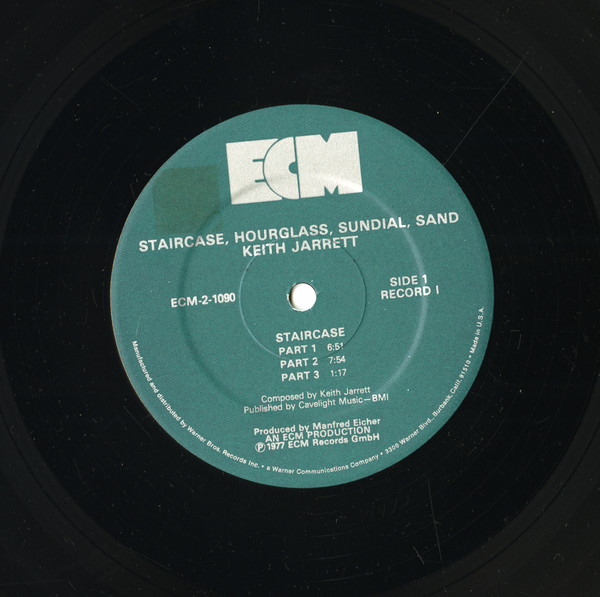 ECM
STAIRCASE, HOURGLASS, SUNDIAL, SAND
KEITH JARRETT
ECM-2-1090
SIDE 1
RECORD I
STAIRCASE
PART 1 6:51
PART 2 7:54
PART 3 1:17
Composed by Keith Jarrett
Published by Cavelight Music—BMI
Produced by Manfred Eicher
AN ECM PRODUCTION
Ⓟ 1977 ECM Records GmbH
Manufactured and distributed by Warner Bros. Records Inc. • a Warner Communications Company • 3300 Warner Blvd., Burbank, Calif. 91510 • Made in U.S.A.